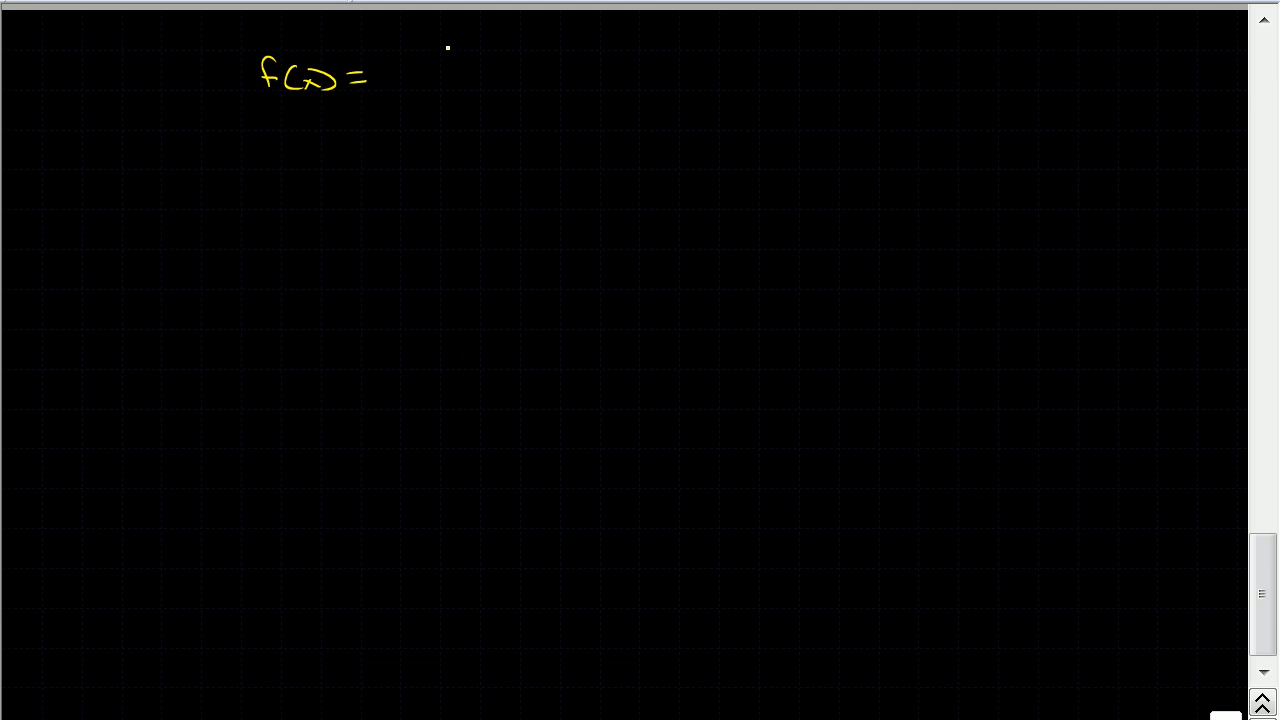 f(x) =